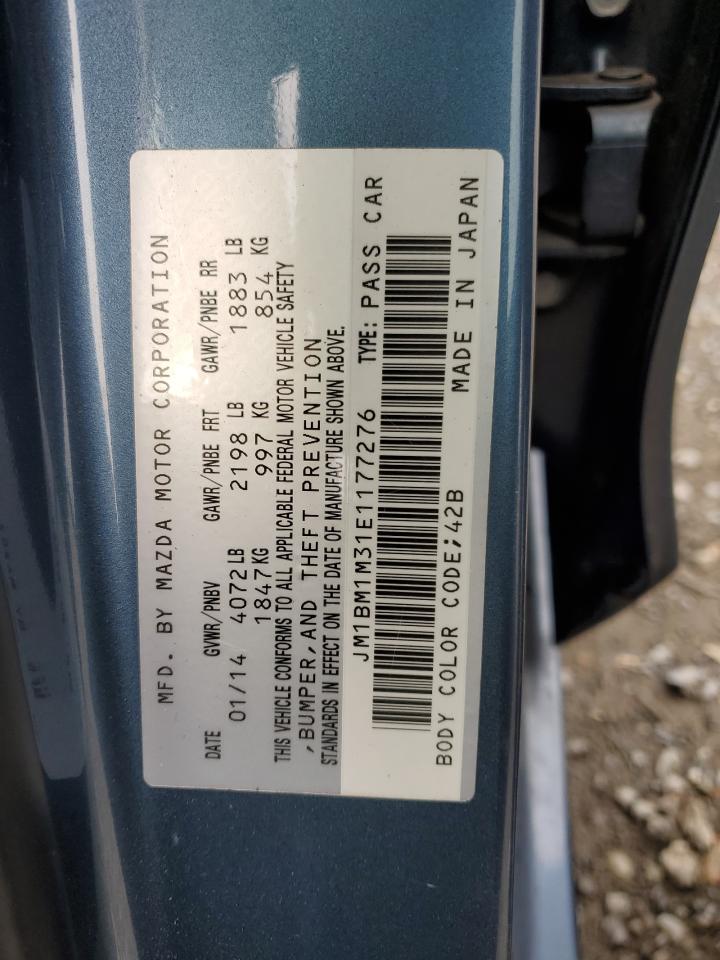 MFD. BY MAZDA MOTOR CORPORATION
DATE GVWR/PNBV GAWR/PNBE FRT GAWR/PNBE RR
01/14 4072LB 2198 LB 1883 LB
1847KG 997 KG 854 KG
THIS VEHICLE CONFORMS TO ALL APPLICABLE FEDERAL MOTOR VEHICLE SAFETY
,BUMPER,AND THEFT PREVENTION
STANDARDS IN EFFECT ON THE DATE OF MANUFACTURE SHOWN ABOVE.
JM1BM1M31E1177276 TYPE: PASS CAR
BODY COLOR CODE;42B MADE IN JAPAN